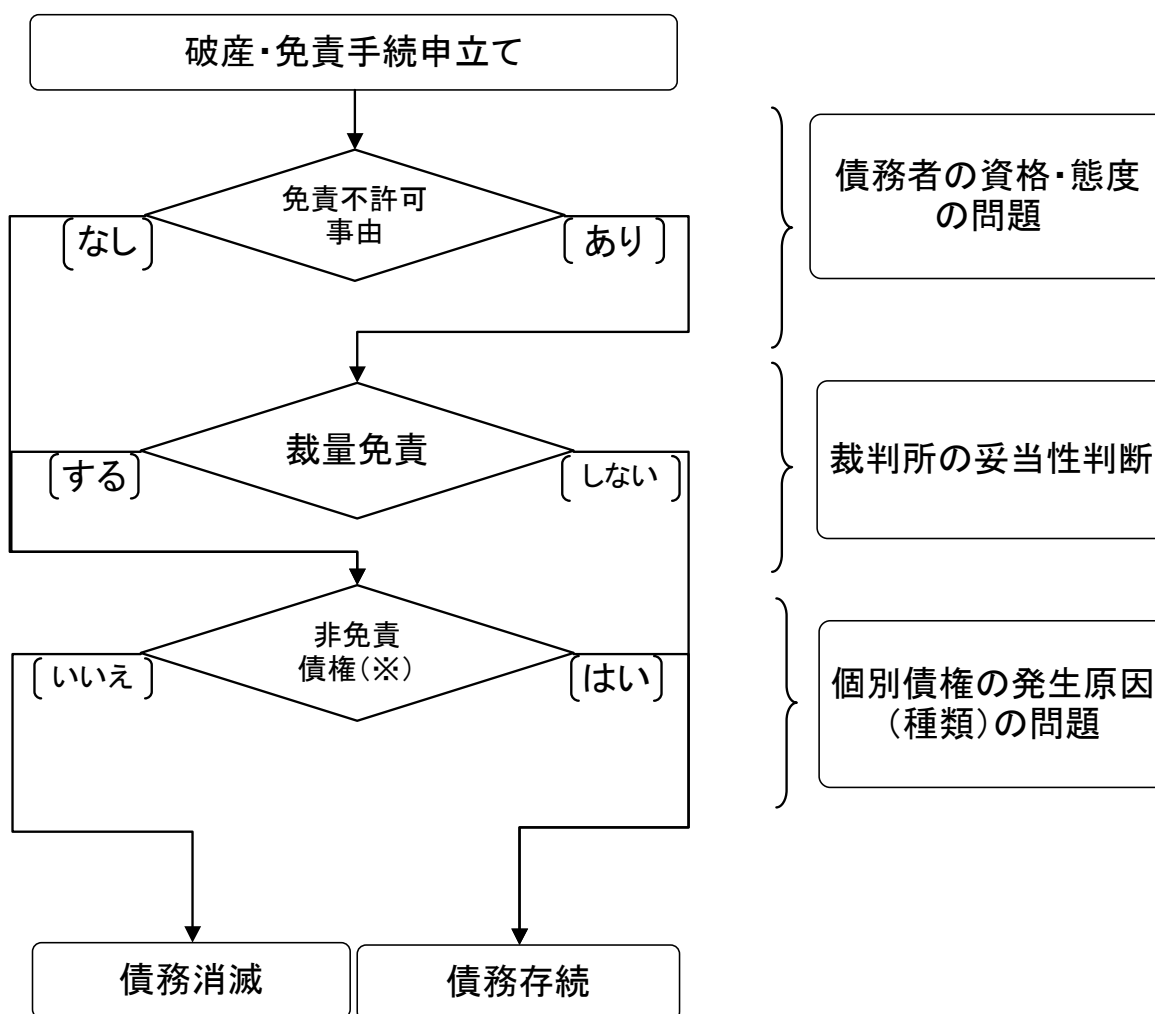 破産・免責手続申立て
免責不許可
事由
〔なし〕
〔あり〕
債務者の資格・態度
の問題
裁量免責
〔する〕
〔しない〕
裁判所の妥当性判断
非免責
債権(※)
〔いいえ〕
〔はい〕
個別債権の発生原因
(種類)の問題
債務消滅
債務存続